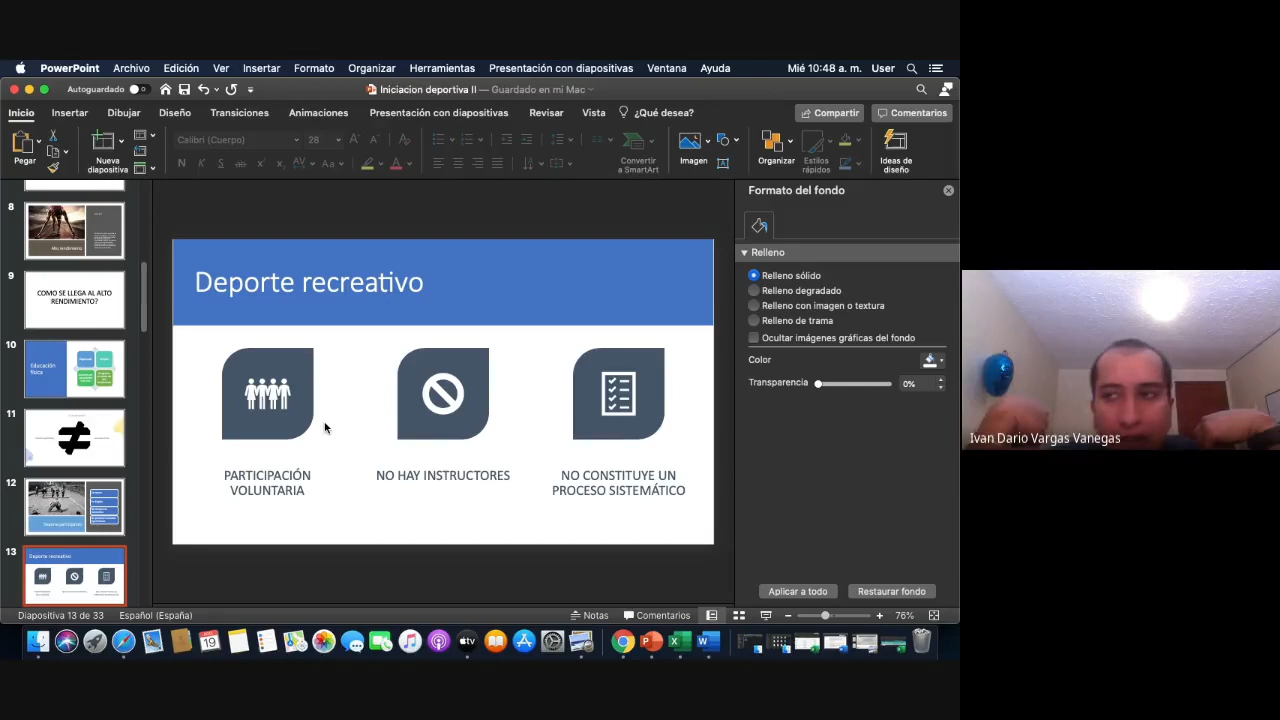 PowerPoint Archivo Edición Ver Insertar Formato Organizar Herramientas Presentación con diapositivas Ventana Ayuda Mié 10:48 a. m. User
Autoguardado Iniciacion deportiva II — Guardado en mi Mac
Inicio Insertar Dibujar Diseño Transiciones Animaciones Presentación con diapositivas Revisar Vista ¿Qué desea? Compartir Comentarios
Calibri (Cuerpo) 28
Pegar Nueva diapositiva Convertir a SmartArt Imagen Organizar Estilos rápidos Ideas de diseño
8
Alto rendimiento
9
COMO SE LLEGA AL ALTO
RENDIMIENTO?
10
Educación
física
11
12
Deporte participativo
13
Deporte recreativo
Deporte recreativo
PARTICIPACIÓN
VOLUNTARIA
NO HAY INSTRUCTORES
NO CONSTITUYE UN
PROCESO SISTEMÁTICO
Formato del fondo
Relleno
Relleno sólido
Relleno degradado
Relleno con imagen o textura
Relleno de trama
Ocultar imágenes gráficas del fondo
Color
Transparencia 0%
Aplicar a todo Restaurar fondo
Diapositiva 13 de 33 Español (España) Notas Comentarios 76%
19
tv
Ivan Dario Vargas Vanegas